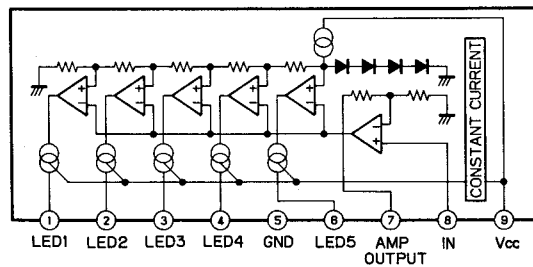 CONSTANT CURRENT
+ - + - + - + - + -
- +
1 2 3 4 5 6 7 8 9
LED1 LED2 LED3 LED4 GND LED5 AMP OUTPUT IN Vcc